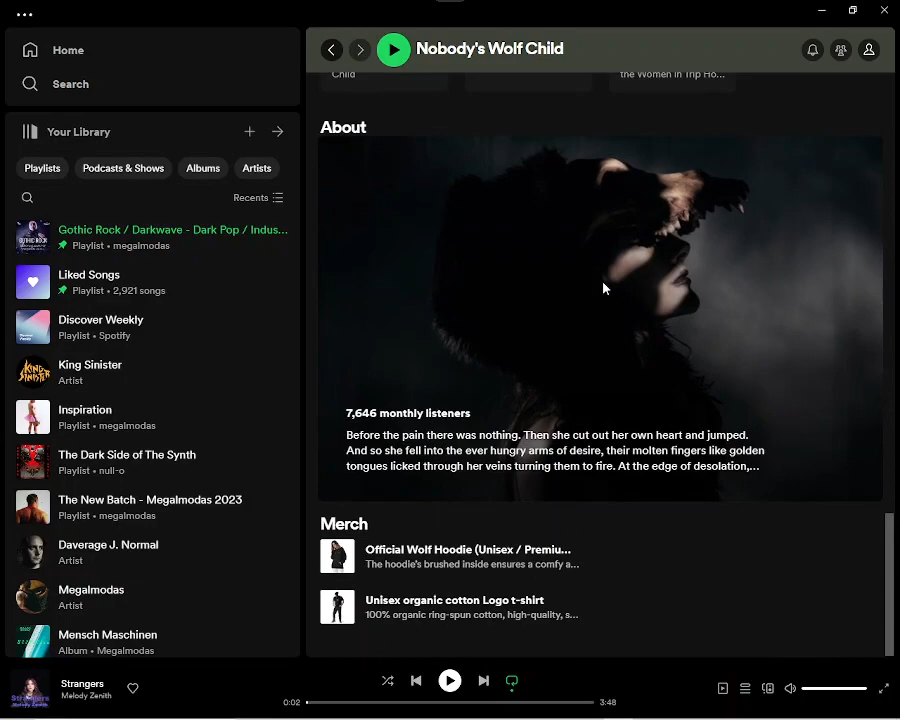 Home
Search
Your Library
Playlists
Podcasts & Shows
Albums
Artists
Recents
Gothic Rock / Darkwave - Dark Pop / Indus...
Playlist • megalmodas
Liked Songs
Playlist • 2,921 songs
Discover Weekly
Playlist • Spotify
King Sinister
Artist
Inspiration
Playlist • megalmodas
The Dark Side of The Synth
Playlist • null-o
The New Batch - Megalmodas 2023
Playlist • megalmodas
Daverage J. Normal
Artist
Megalmodas
Artist
Mensch Maschinen
Album • Megalmodas
Nobody's Wolf Child
Child
the Women in Trip Ho...
About
7,646 monthly listeners
Before the pain there was nothing. Then she cut out her own heart and jumped.
And so she fell into the ever hungry arms of desire, their molten fingers like golden
tongues licked through her veins turning them to fire. At the edge of desolation,...
Merch
Official Wolf Hoodie (Unisex / Premiu...
The hoodie's brushed inside ensures a comfy a...
Unisex organic cotton Logo t-shirt
100% organic ring-spun cotton, high-quality, s...
Strangers
Melody Zenith
0:02
3:48